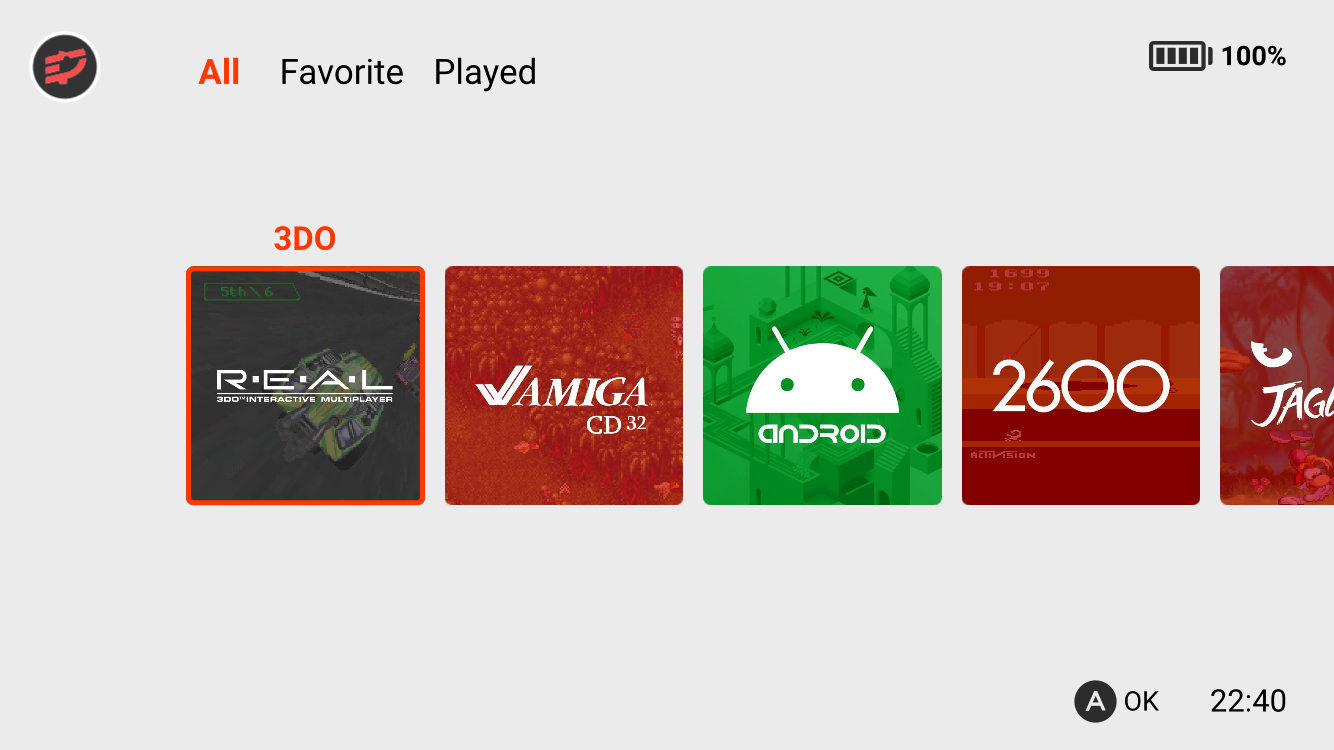 All Favorite Played
100%
3DO
5th\6
R·E·A·L
3DO™INTERACTIVE MULTIPLAYER
AMIGA
CD 32
ANDROID
1699
19:07
2600
ACTIVISION
JAGU
A OK
22:40